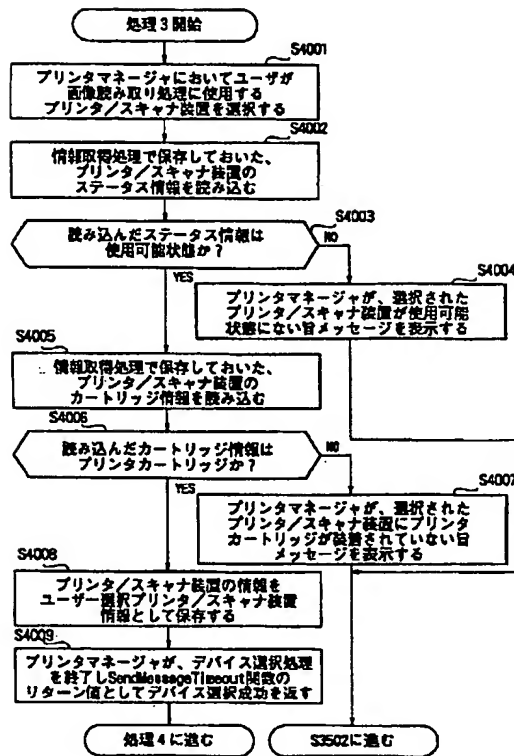 処理3開始
S4001
プリンタマネージャにおいてユーザが
画像読み取り処理に使用する
プリンタ/スキャナ装置を選択する
S4002
情報取得処理で保存しておいた、
プリンタ/スキャナ装置の
ステータス情報を読み込む
S4003
読み込んだステータス情報は
使用可能状態か?
NO
YES
S4004
プリンタマネージャが、選択された
プリンタ/スキャナ装置が使用可能
状態にない旨メッセージを表示する
S4005
情報取得処理で保存しておいた、
プリンタ/スキャナ装置の
カートリッジ情報を読み込む
S4006
読み込んだカートリッジ情報は
プリンタカートリッジか?
NO
YES
S4007
プリンタマネージャが、選択された
プリンタ/スキャナ装置にプリンタ
カートリッジが装着されていない旨
メッセージを表示する
S4008
プリンタ/スキャナ装置の情報を
ユーザー選択プリンタ/スキャナ装置
情報として保存する
S4009
プリンタマネージャが、デバイス選択処理
を終了しSendMessageTimeout関数の
リターン値としてデバイス選択成功を返す
処理4に進む
S3502に進む